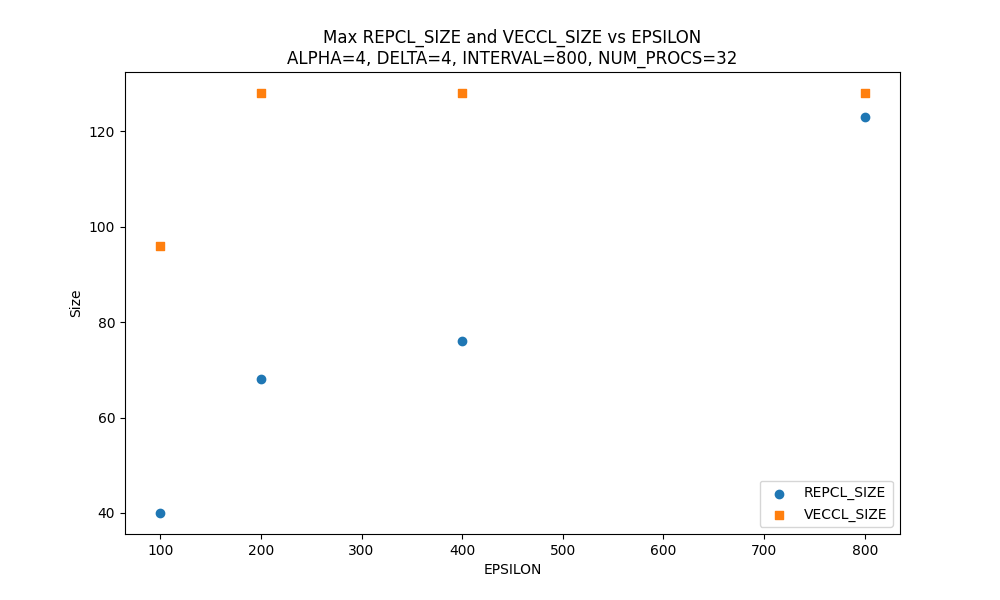 Max REPCL_SIZE and VECCL_SIZE vs EPSILON
ALPHA=4, DELTA=4, INTERVAL=800, NUM_PROCS=32
Size
120
100
80
60
40
REPCL_SIZE
VECCL_SIZE
100 200 300 400 500 600 700 800
EPSILON